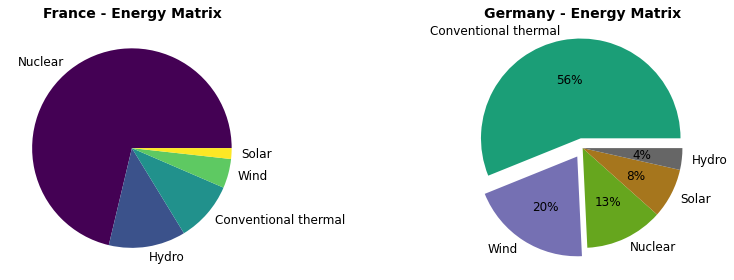 France - Energy Matrix
Nuclear
Solar
Wind
Conventional thermal
Hydro
Germany - Energy Matrix
Conventional thermal
56%
4%
Hydro
8%
Solar
20%
13%
Wind
Nuclear